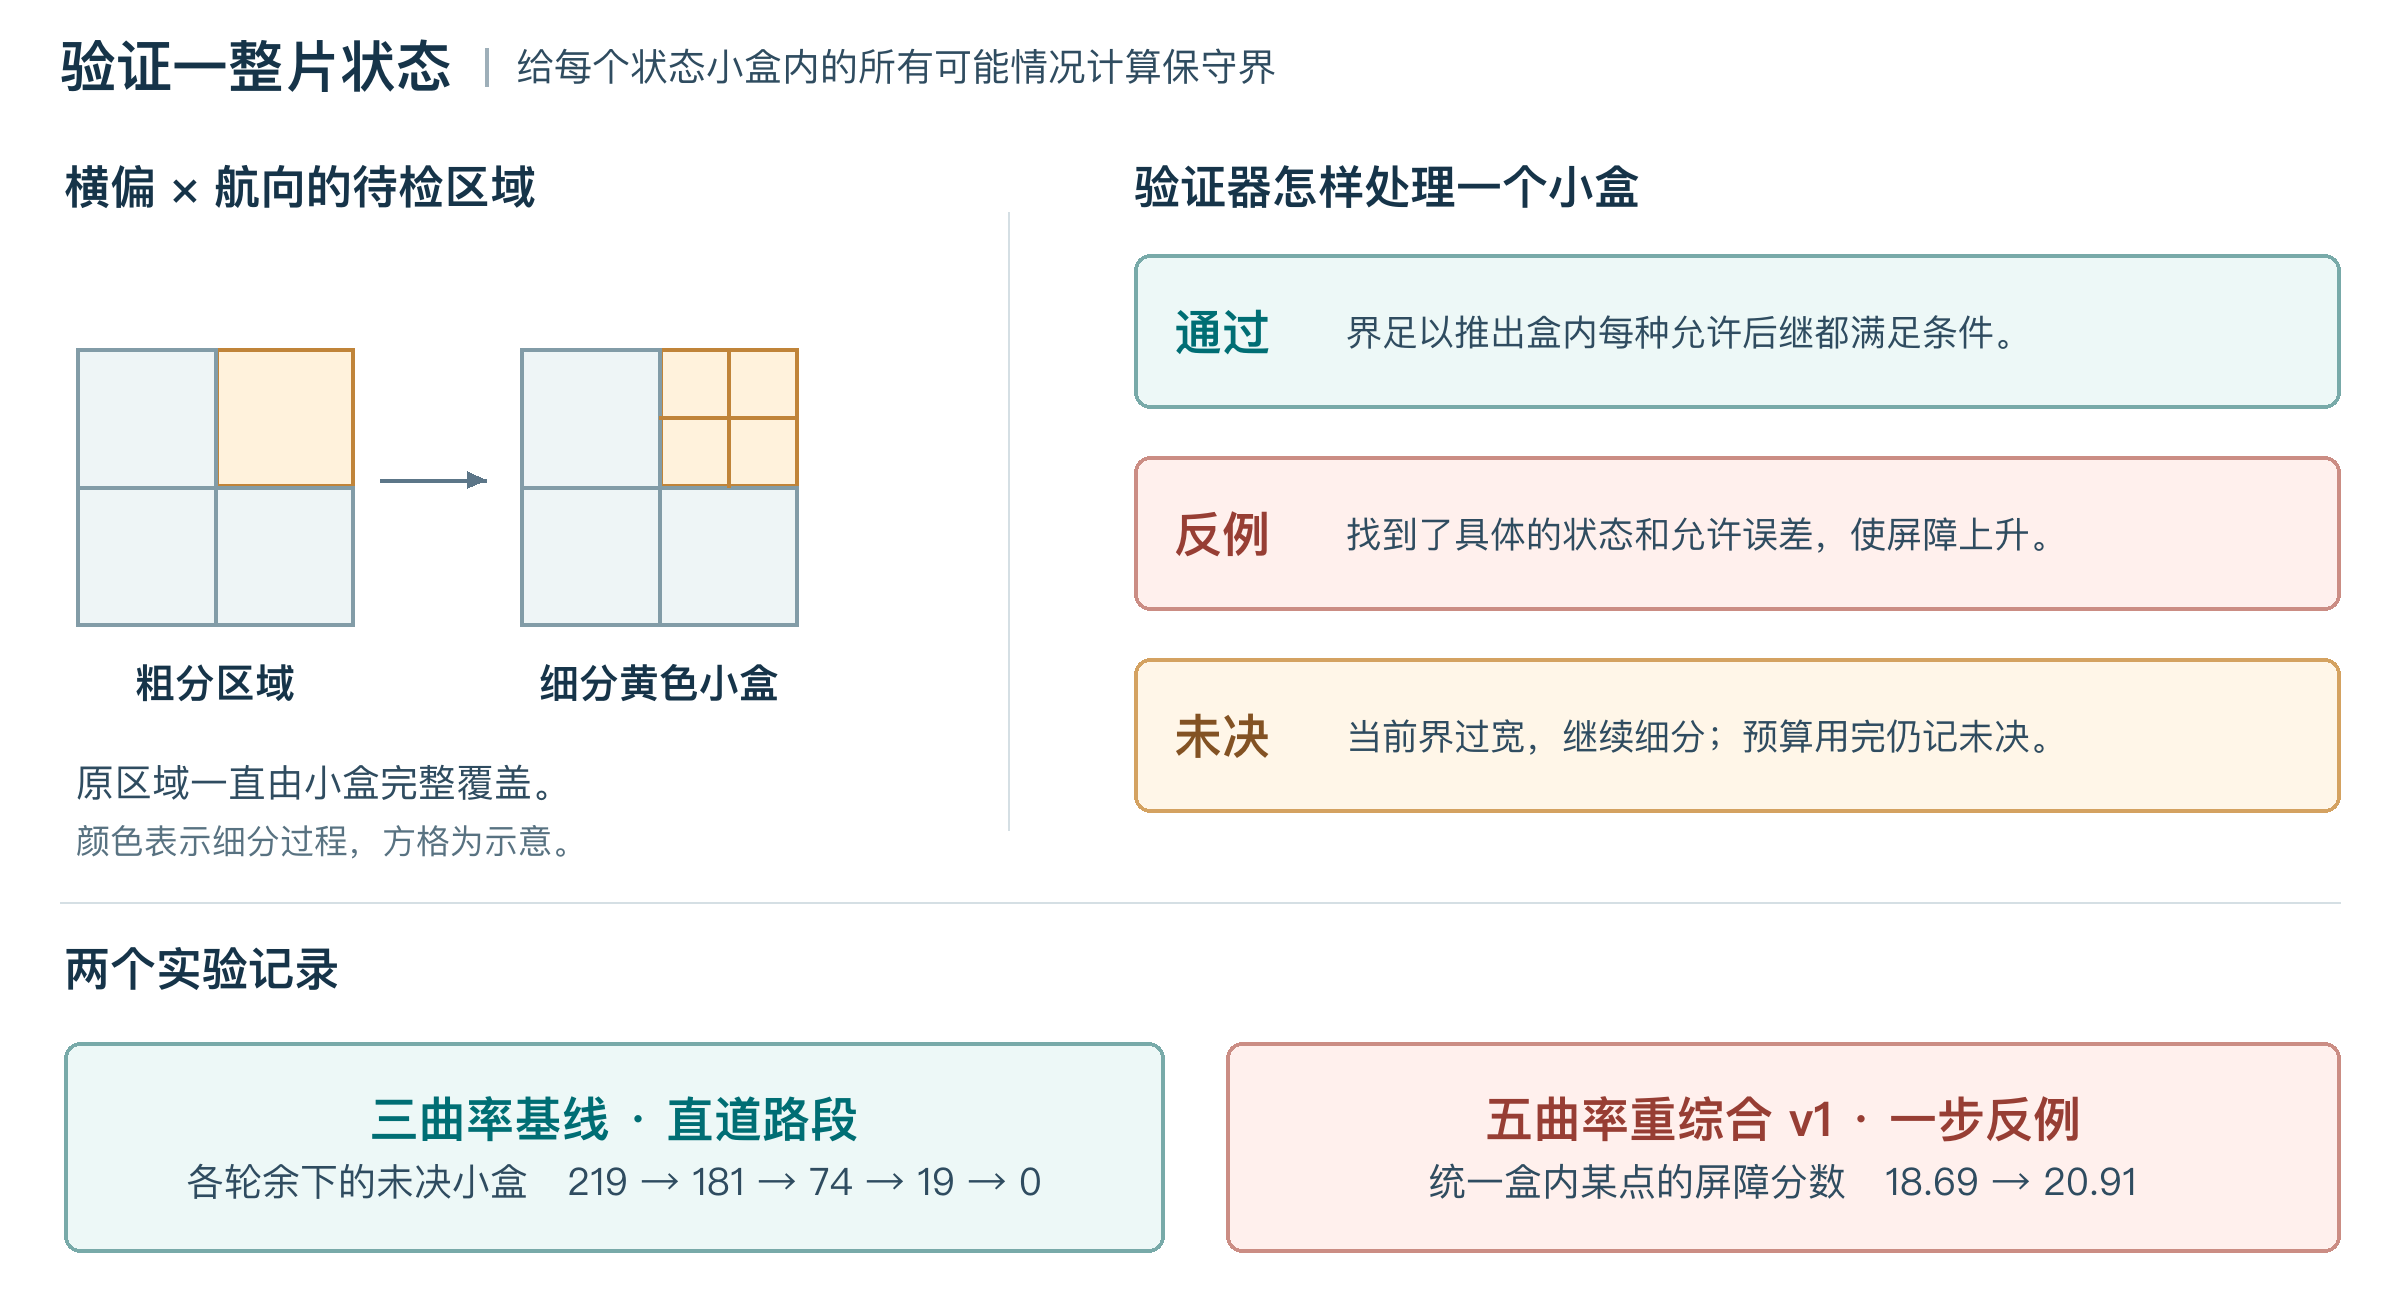 验证一整片状态 | 给每个状态小盒内的所有可能情况计算保守界
横偏 × 航向的待检区域
粗分区域
细分黄色小盒
原区域一直由小盒完整覆盖。
颜色表示细分过程，方格为示意。
验证器怎样处理一个小盒
通过 界足以推出盒内每种允许后继都满足条件。
反例 找到了具体的状态和允许误差，使屏障上升。
未决 当前界过宽，继续细分；预算用完仍记未决。
两个实验记录
三曲率基线 · 直道路段
各轮余下的未决小盒 219 → 181 → 74 → 19 → 0
五曲率重综合 v1 · 一步反例
统一盒内某点的屏障分数 18.69 → 20.91